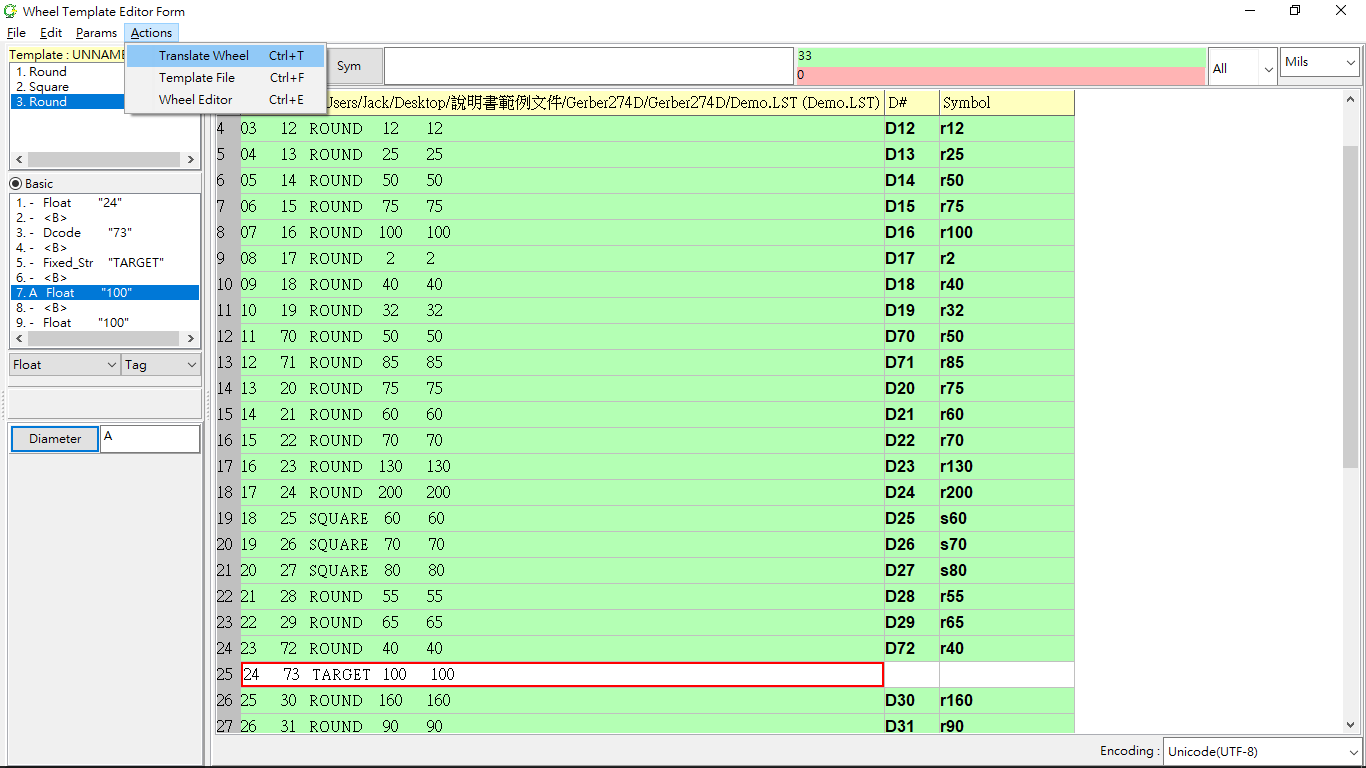 Wheel Template Editor Form
File Edit Params Actions
Template : UNNAME
1. Round
2. Square
3. Round
Translate Wheel Ctrl+T
Template File Ctrl+F
Wheel Editor Ctrl+E
Sym
33
0
All
Mils
Basic
1. - Float "24"
2. - <B>
3. - Dcode "73"
4. - <B>
5. - Fixed_Str "TARGET"
6. - <B>
7. A Float "100"
8. - <B>
9. - Float "100"
Float Tag
Diameter A
Users/Jack/Desktop/說明書範例文件/Gerber274D/Gerber274D/Demo.LST (Demo.LST) D# Symbol
4 03 12 ROUND 12 12 D12 r12
5 04 13 ROUND 25 25 D13 r25
6 05 14 ROUND 50 50 D14 r50
7 06 15 ROUND 75 75 D15 r75
8 07 16 ROUND 100 100 D16 r100
9 08 17 ROUND 2 2 D17 r2
10 09 18 ROUND 40 40 D18 r40
11 10 19 ROUND 32 32 D19 r32
12 11 70 ROUND 50 50 D70 r50
13 12 71 ROUND 85 85 D71 r85
14 13 20 ROUND 75 75 D20 r75
15 14 21 ROUND 60 60 D21 r60
16 15 22 ROUND 70 70 D22 r70
17 16 23 ROUND 130 130 D23 r130
18 17 24 ROUND 200 200 D24 r200
19 18 25 SQUARE 60 60 D25 s60
20 19 26 SQUARE 70 70 D26 s70
21 20 27 SQUARE 80 80 D27 s80
22 21 28 ROUND 55 55 D28 r55
23 22 29 ROUND 65 65 D29 r65
24 23 72 ROUND 40 40 D72 r40
25 24 73 TARGET 100 100
26 25 30 ROUND 160 160 D30 r160
27 26 31 ROUND 90 90 D31 r90
Encoding : Unicode(UTF-8)